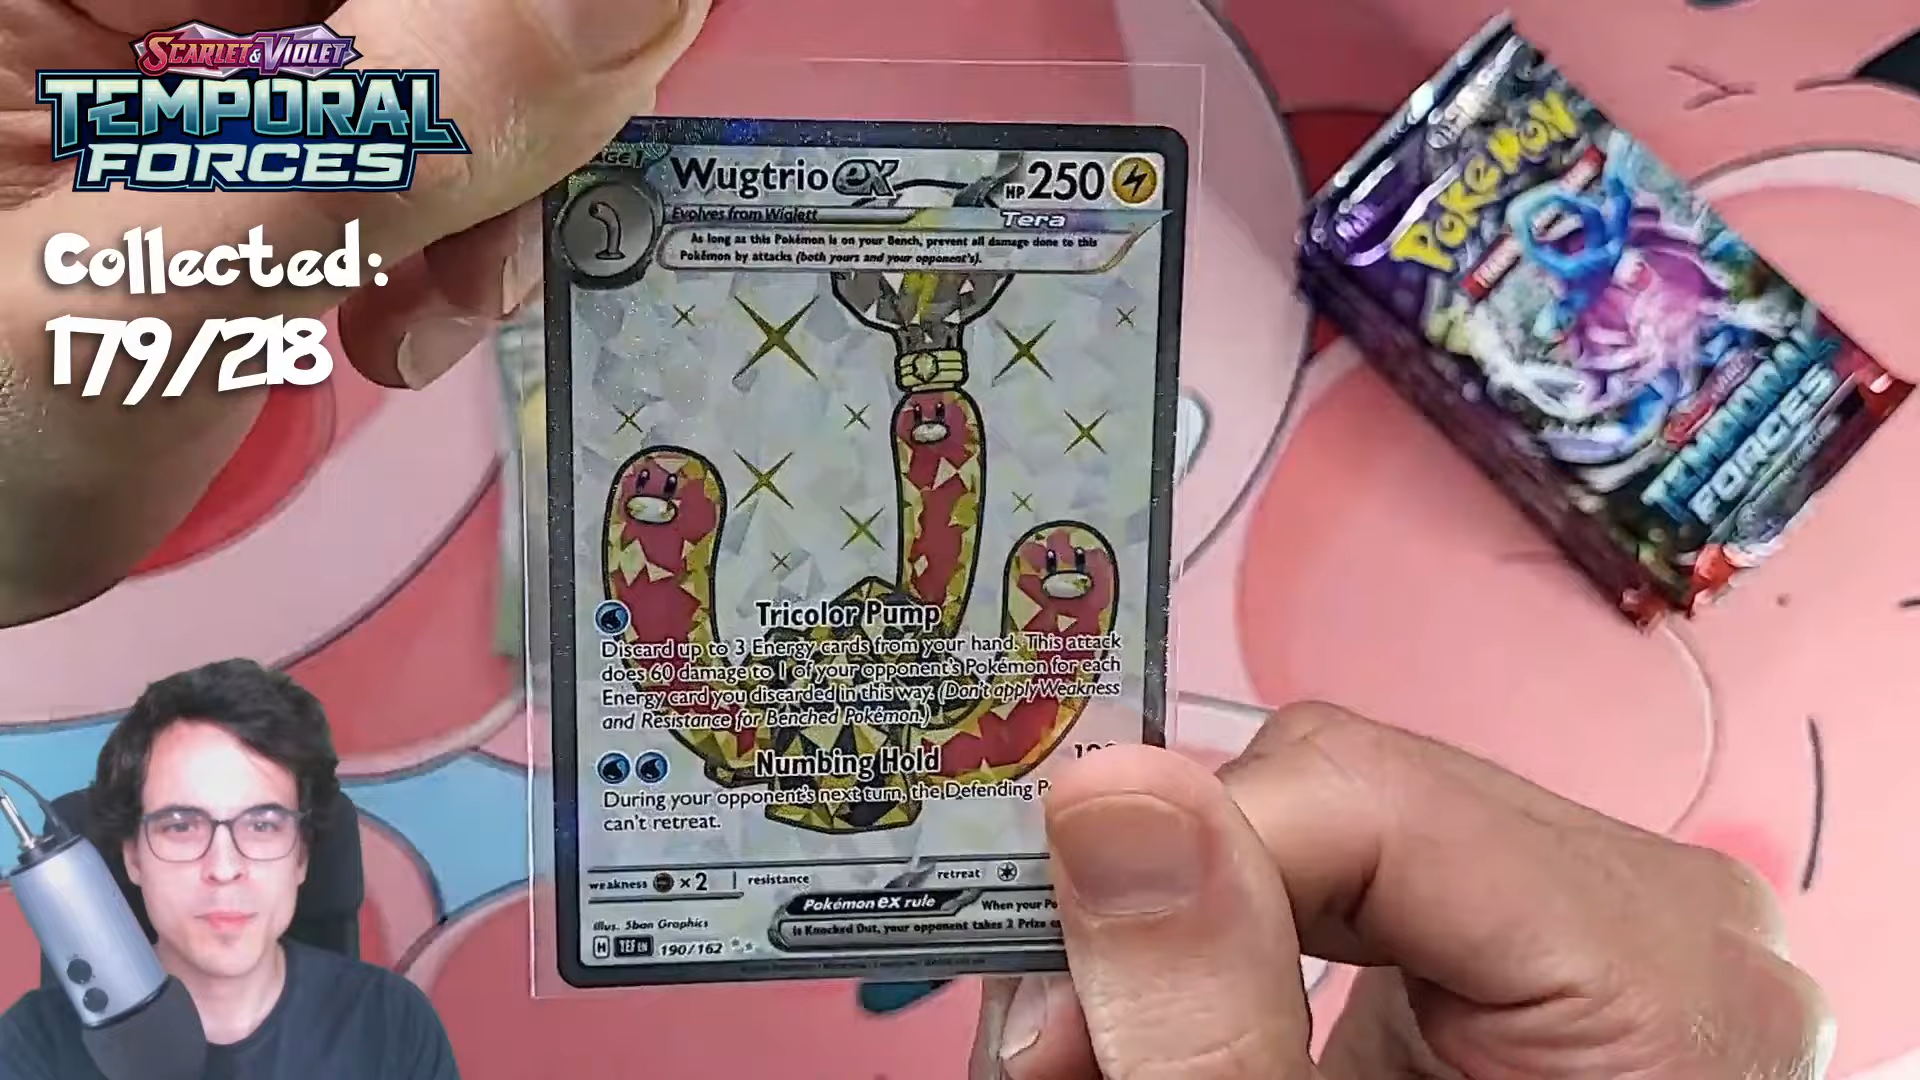 SCARLET & VIOLET
TEMPORAL
FORCES
Collected:
179/218
Wugtrio ex
HP 250
Evolves from Wiglett
Tera
As long as this Pokémon is on your Bench, prevent all damage done to this
Pokémon by attacks (both yours and your opponent's).
Tricolor Pump
Discard up to 3 Energy cards from your hand. This attack
does 60 damage to 1 of your opponent's Pokémon for each
Energy card you discarded in this way. (Don't apply Weakness
and Resistance for Benched Pokémon.)
Numbing Hold
During your opponent's next turn, the Defending
can't retreat.
weakness ×2 resistance retreat
Pokémon ex rule
When your
is Knocked Out, your opponent takes 2 Prize
Illus. 5ban Graphics
H TEF EN 190/162
POKÉMON
TEMPORAL
FORCES